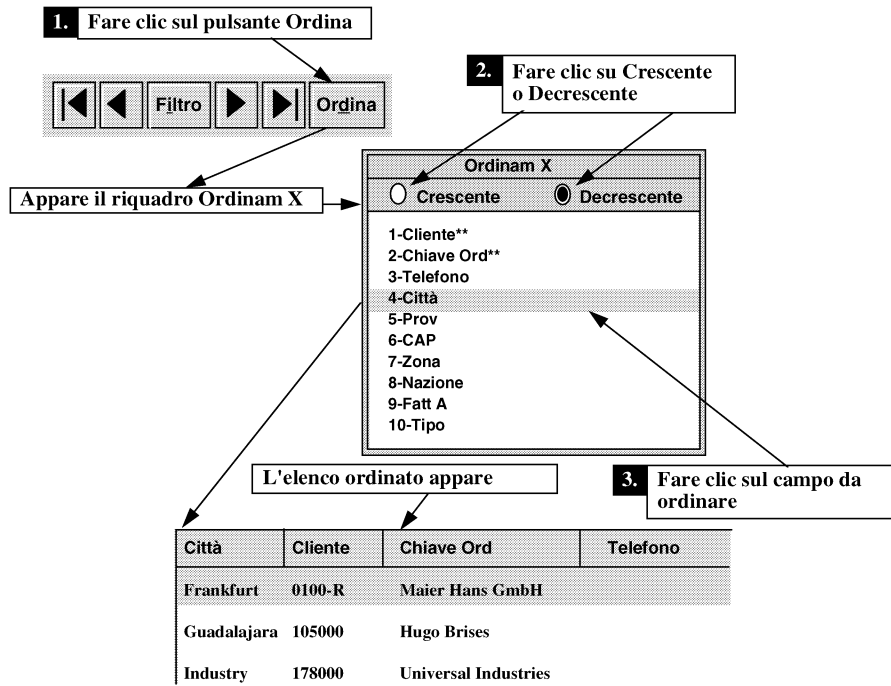 1. Fare clic sul pulsante Ordina
Filtro Ordina
2. Fare clic su Crescente
o Decrescente
Appare il riquadro Ordinam X
Ordinam X
Crescente Decrescente
1-Cliente**
2-Chiave Ord**
3-Telefono
4-Città
5-Prov
6-CAP
7-Zona
8-Nazione
9-Fatt A
10-Tipo
L'elenco ordinato appare
3. Fare clic sul campo da
ordinare
Città Cliente Chiave Ord Telefono
Frankfurt 0100-R Maier Hans GmbH
Guadalajara 105000 Hugo Brises
Industry 178000 Universal Industries